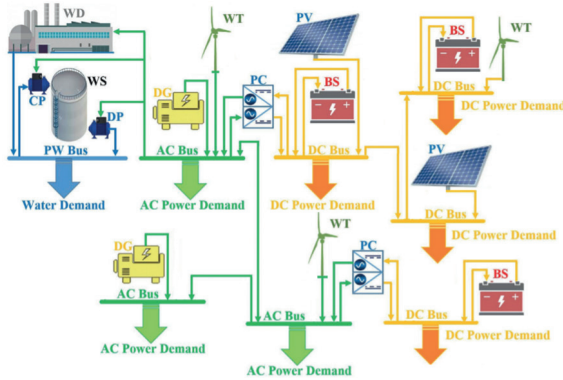 WD
WT
PV
BS
WT
BS
CP
WS
DP
DG
PC
DC Bus
DC Power Demand
PW Bus
AC Bus
DC Bus
PV
Water Demand
AC Power Demand
DC Power Demand
WT
DC Bus
DC Power Demand
DG
PC
BS
AC Bus
AC Bus
DC Bus
AC Power Demand
DC Power Demand
AC Power Demand